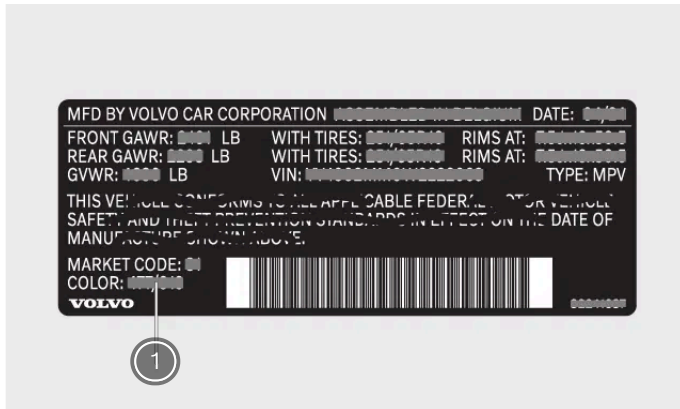 MFD BY VOLVO CAR CORPORATION DATE:
FRONT GAWR: LB WITH TIRES: RIMS AT:
REAR GAWR: LB WITH TIRES: RIMS AT:
GVWR: LB VIN: TYPE: MPV
THIS VEHICLE CONFORMS TO ALL APPLICABLE FEDERAL MOTOR VEHICLE
SAFETY AND THEFT PREVENTION STANDARDS IN EFFECT ON THE DATE OF
MANUFACTURE SHOWN ABOVE.
MARKET CODE:
COLOR:
VOLVO
1